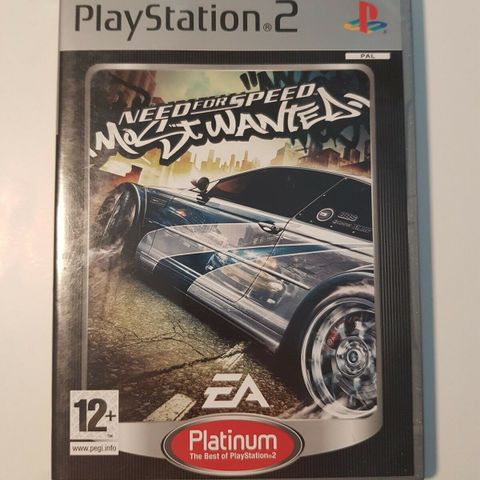 PlayStation®2
PAL
NEED FOR SPEED
MOST WANTED
EA
12+
www.pegi.info
Platinum
The Best of PlayStation®2